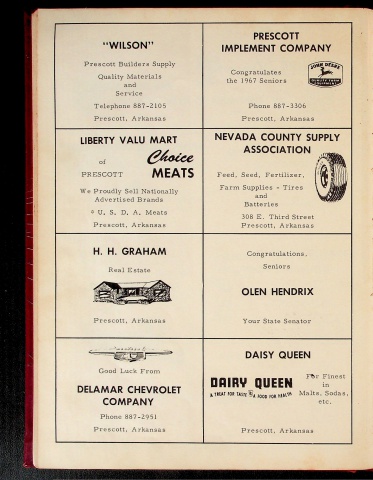 "WILSON"
Prescott Builders Supply
Quality Materials
and
Service
Telephone 887-2105
Prescott, Arkansas
PRESCOTT
IMPLEMENT COMPANY
Congratulates
the 1967 Seniors
JOHN DEERE
Phone 887-3306
Prescott, Arkansas
LIBERTY VALU MART
of
PRESCOTT
Choice
MEATS
We Proudly Sell Nationally
Advertised Brands
* U. S. D. A. Meats
Prescott, Arkansas
NEVADA COUNTY SUPPLY
ASSOCIATION
Feed, Seed, Fertilizer,
Farm Supplies - Tires
and
Batteries
308 E. Third Street
Prescott, Arkansas
H. H. GRAHAM
Real Estate
Prescott, Arkansas
Congratulations,
Seniors
OLEN HENDRIX
Your State Senator
Good Luck From
DELAMAR CHEVROLET
COMPANY
Phone 887-2951
Prescott, Arkansas
DAISY QUEEN
DAIRY QUEEN
A TREAT FOR TASTE A FOOD FOR HEALTH
For Finest
in
Malts, Sodas,
etc.
Prescott, Arkansas